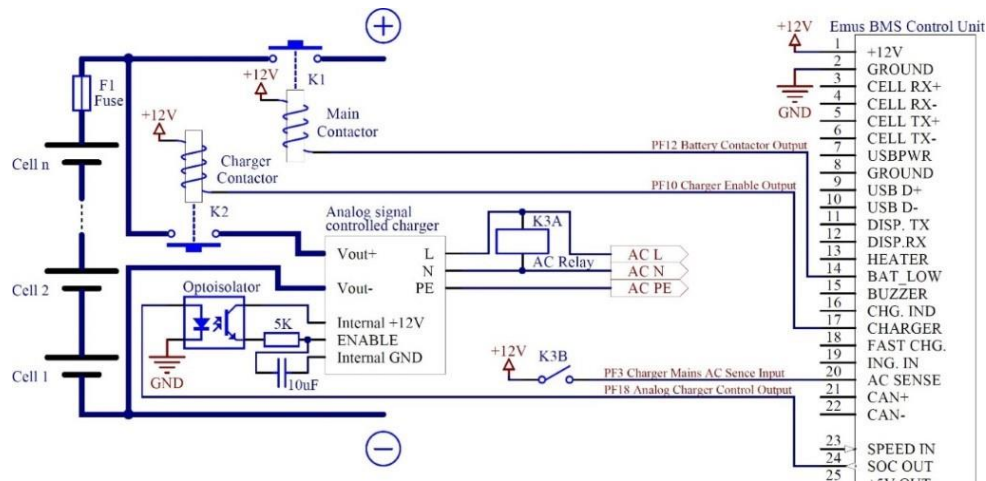 Emus BMS Control Unit
+12V
1
+12V
2
GROUND
3
CELL RX+
GND
4
CELL RX-
5
CELL TX+
6
CELL TX-
7
USBPWR
8
GROUND
9
USB D+
10
USB D-
11
DISP. TX
12
DISP.RX
13
HEATER
14
BAT_LOW
15
BUZZER
16
CHG. IND
17
CHARGER
18
FAST CHG.
19
ING. IN
20
AC SENSE
21
CAN+
22
CAN-
23
SPEED IN
24
SOC OUT
25
+5V OUT
F1
Fuse
+12V
K1
Main
Contactor
+12V
Charger
Contactor
K2
PF12 Battery Contactor Output
PF10 Charger Enable Output
Cell n
Cell 2
Cell 1
Analog signal
controlled charger
Vout+
L
Vout-
N
PE
Internal +12V
ENABLE
Internal GND
K3A
AC Relay
AC L
AC N
AC PE
Optoisolator
5K
GND
10uF
+12V
K3B
PF3 Charger Mains AC Sence Input
PF18 Analog Charger Control Output